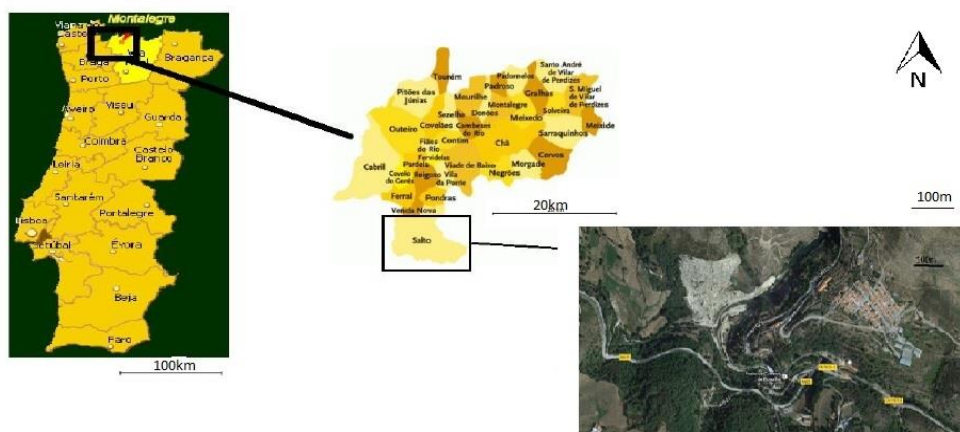 Montalegre
Bragança
Braga
Porto
Aveiro
Viseu
Guarda
Coimbra
Castelo
Branco
Leiria
Santarém
Portalegre
Lisboa
Setúbal
Évora
Beja
Faro
100km
Tourém
Pitões das
Júnias
Santo André
de Vilar
de Perdizes
Padornelos
Padroso
Mourilhe
Gralhas
S. Miguel
de Vilar
de Perdizes
Montalegre
Solveira
Sezelhe
Donões
Meixedo
Meixide
Outeiro
Covelães
Cambeses
do Rio
Sarraquinhos
Fiães
do Rio
Contim
Chã
Fervidelas
Cervos
Cabril
Paradela
Viade de Baixo
Morgade
Covelo
do Gerês
Reigoso
Vila
da Ponte
Negrões
Ferral
Pondras
Venda Nova
Salto
20km
N
100m
100m